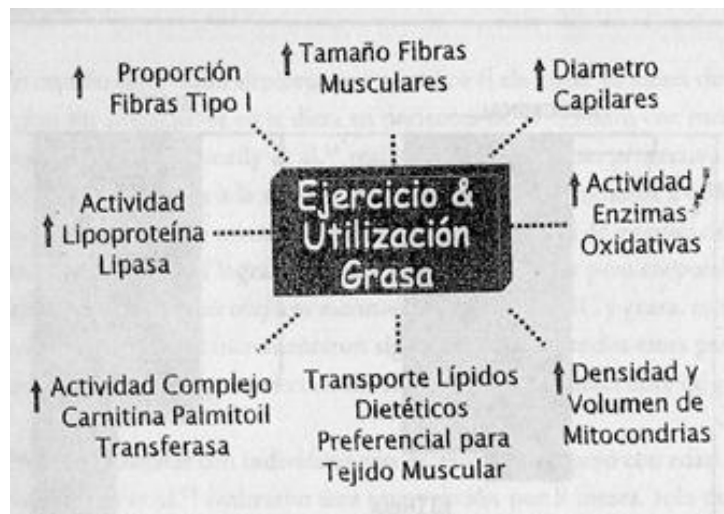 ↑ Proporción
Fibras Tipo I
↑ Tamaño Fibras
Musculares
↑ Diametro
Capilares
Actividad
↑ Lipoproteína
Lipasa
Ejercicio &
Utilización
Grasa
↑ Actividad
Enzimas
Oxidativas
↑ Actividad Complejo
Carnitina Palmitoil
Transferasa
Transporte Lípidos
Dietéticos
Preferencial para
Tejido Muscular
↑ Densidad y
Volumen de
Mitocondrias